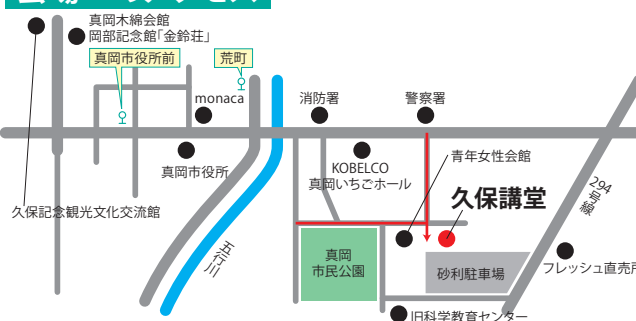 真岡木綿会館
岡部記念館「金鈴荘」
真岡市役所前
荒町
monaca
消防署
警察署
真岡市役所
KOBELCO
真岡いちごホール
青年女性会館
久保講堂
294号線
久保記念観光文化交流館
五行川
真岡
市民公園
砂利駐車場
フレッシュ直売所
旧科学教育センター